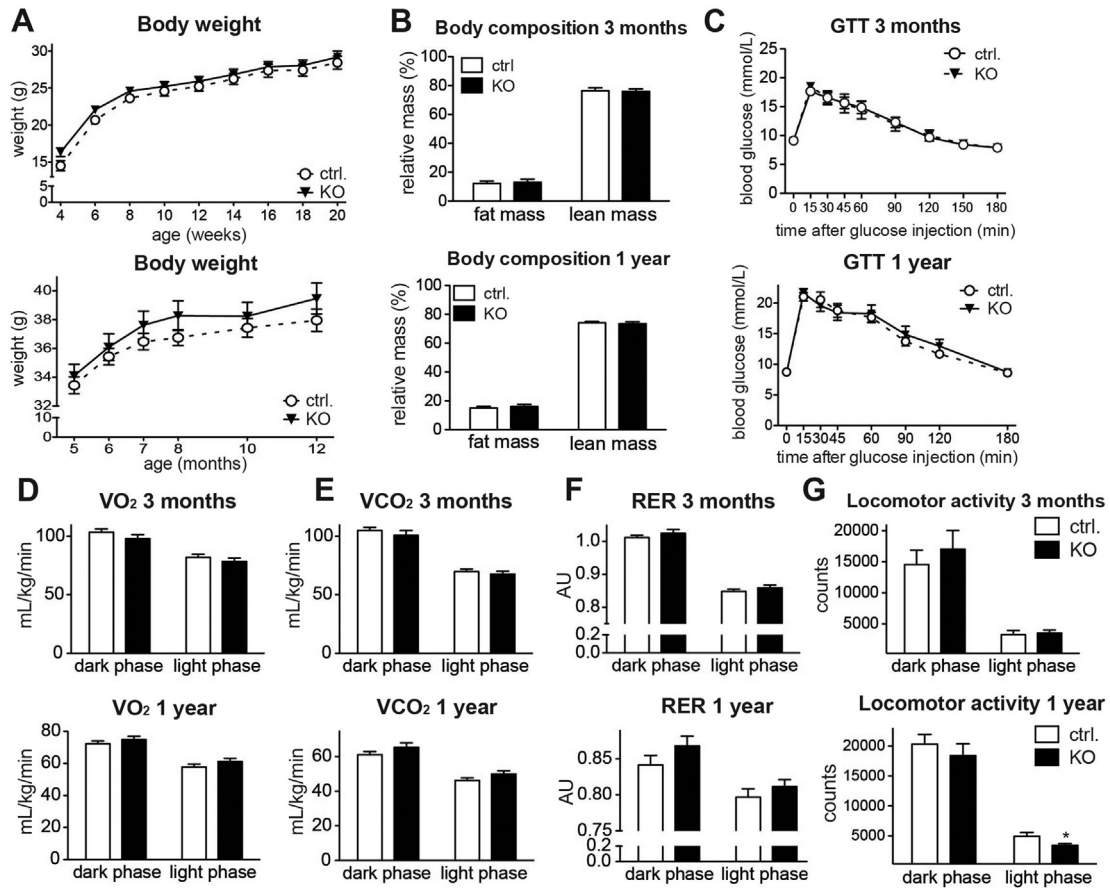 A
Body weight
weight (g)
30
25
20
15
5
0
4 6 8 10 12 14 16 18 20
age (weeks)
ctrl.
KO
Body weight
weight (g)
40
38
36
34
32
10
0
5 6 7 8 10 12
age (months)
ctrl.
KO
B
Body composition 3 months
relative mass (%)
100
80
60
40
20
0
ctrl
KO
fat mass lean mass
Body composition 1 year
relative mass (%)
100
80
60
40
20
0
ctrl.
KO
fat mass lean mass
C
GTT 3 months
blood glucose (mmol/L)
25
20
15
10
5
0
0 15 30 45 60 90 120 150 180
time after glucose injection (min)
ctrl.
KO
GTT 1 year
blood glucose (mmol/L)
20
15
10
5
0
0 15 30 45 60 90 120 180
time after glucose injection (min)
ctrl.
KO
D
VO2 3 months
mL/kg/min
100
50
0
dark phase light phase
VO2 1 year
mL/kg/min
80
60
40
20
0
dark phase light phase
E
VCO2 3 months
mL/kg/min
100
50
0
dark phase light phase
VCO2 1 year
mL/kg/min
60
40
20
0
dark phase light phase
F
RER 3 months
AU
1.0
0.9
0.8
0.2
0.0
dark phase light phase
RER 1 year
AU
0.85
0.80
0.75
0.2
0.0
dark phase light phase
G
Locomotor activity 3 months
counts
20000
15000
10000
5000
ctrl.
KO
dark phase light phase
Locomotor activity 1 year
counts
20000
15000
10000
5000
ctrl.
KO
*
dark phase light phase